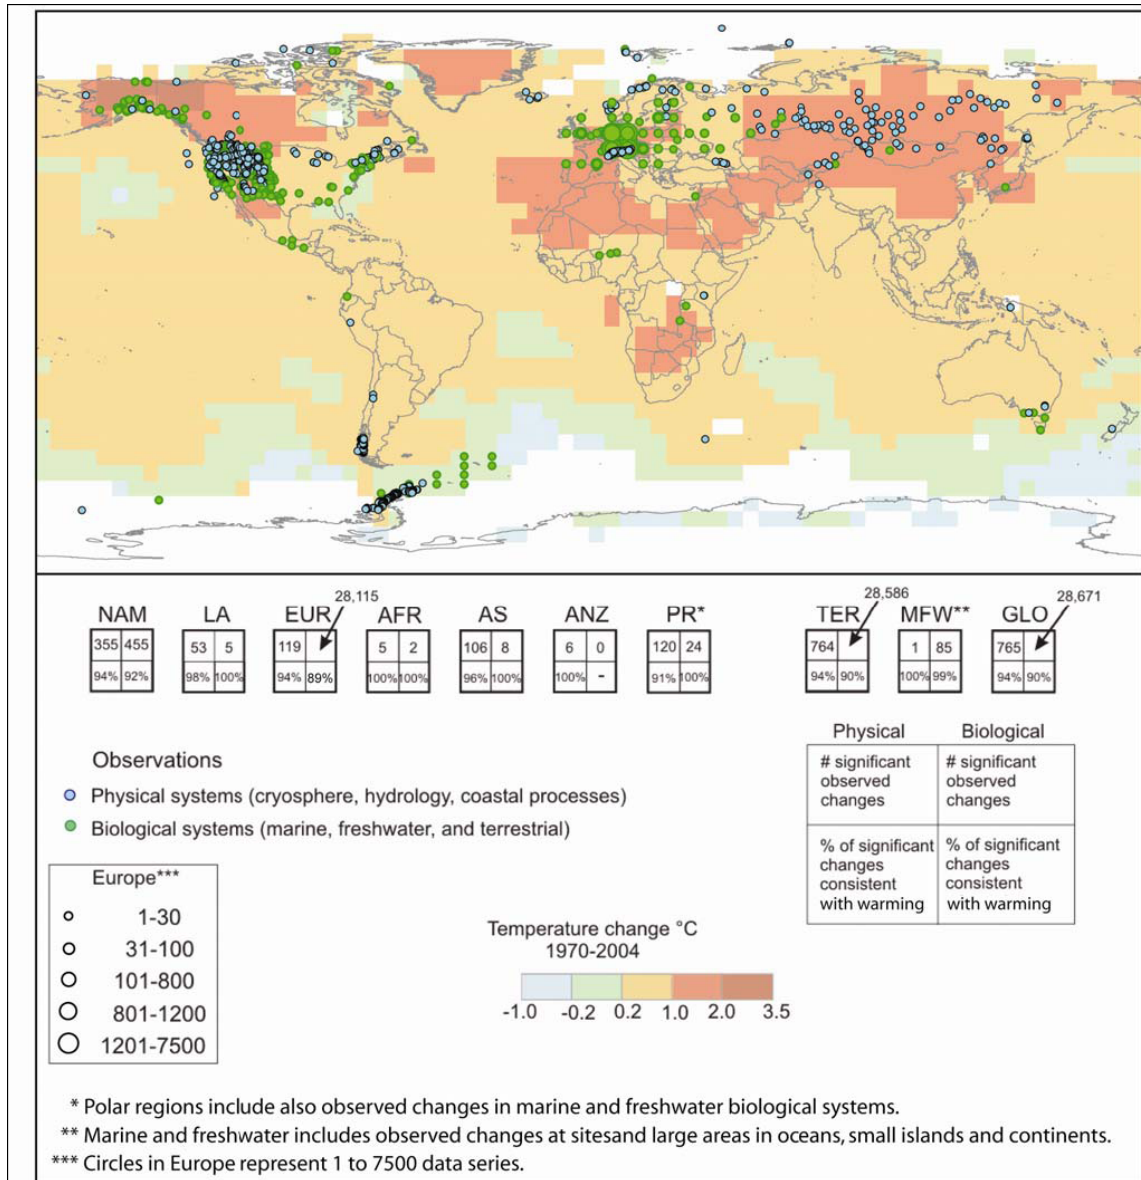 28,115
28,586
28,671
NAM LA EUR AFR AS ANZ PR* TER MFW** GLO
355 455 53 5 119 5 2 106 8 6 0 120 24 764 1 85 765
94% 92% 98% 100% 94% 89% 100% 100% 96% 100% 100% - 91% 100% 94% 90% 100% 99% 94% 90%
Physical Biological
# significant # significant
observed observed
changes changes
% of significant % of significant
changes changes
consistent consistent
with warming with warming
Observations
Physical systems (cryosphere, hydrology, coastal processes)
Biological systems (marine, freshwater, and terrestrial)
Europe***
1-30
31-100
101-800
801-1200
1201-7500
Temperature change °C
1970-2004
-1.0 -0.2 0.2 1.0 2.0 3.5
* Polar regions include also observed changes in marine and freshwater biological systems.
** Marine and freshwater includes observed changes at sitesand large areas in oceans, small islands and continents.
*** Circles in Europe represent 1 to 7500 data series.